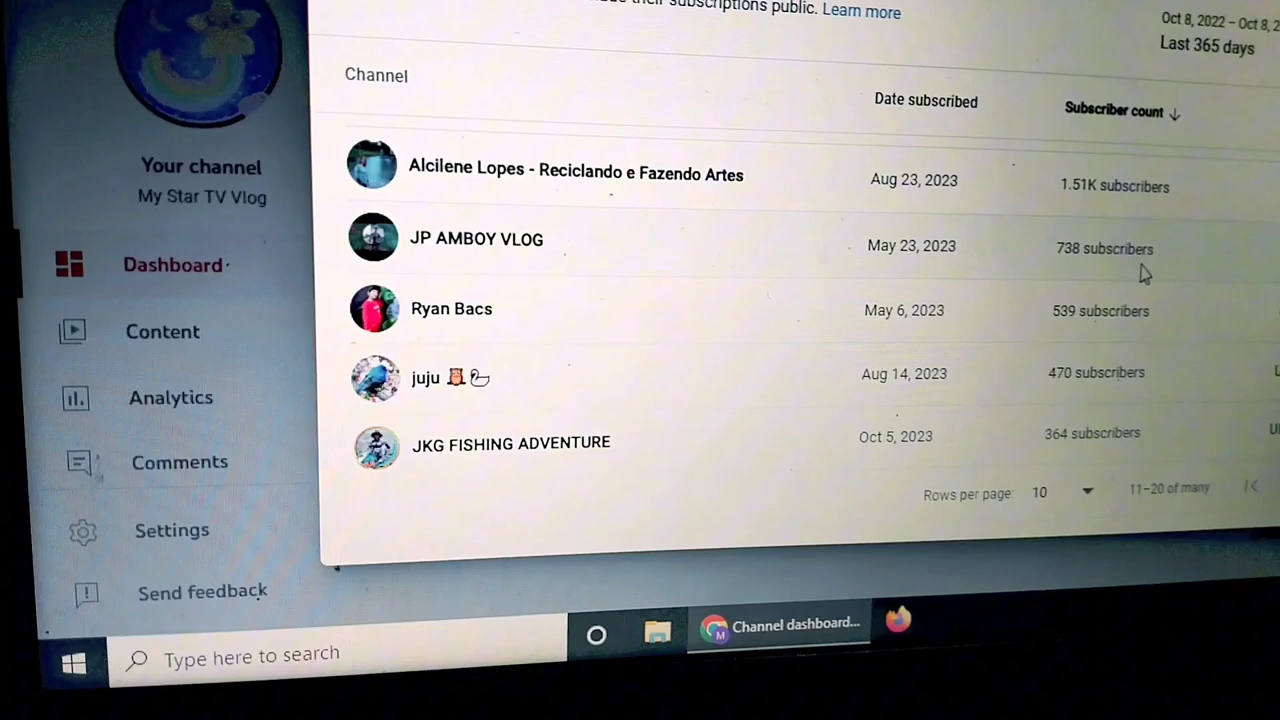 their subscriptions public. Learn more
Oct 8, 2022 – Oct 8, 2
Last 365 days
Channel
Date subscribed
Subscriber count ↓
Alcilene Lopes - Reciclando e Fazendo Artes
Aug 23, 2023
1.51K subscribers
JP AMBOY VLOG
May 23, 2023
738 subscribers
Ryan Bacs
May 6, 2023
539 subscribers
juju 🦉🦢
Aug 14, 2023
470 subscribers
JKG FISHING ADVENTURE
Oct 5, 2023
364 subscribers
Rows per page: 10
11–20 of many
Your channel
My Star TV Vlog
Dashboard
Content
Analytics
Comments
Settings
Send feedback
Type here to search
M
Channel dashboard...